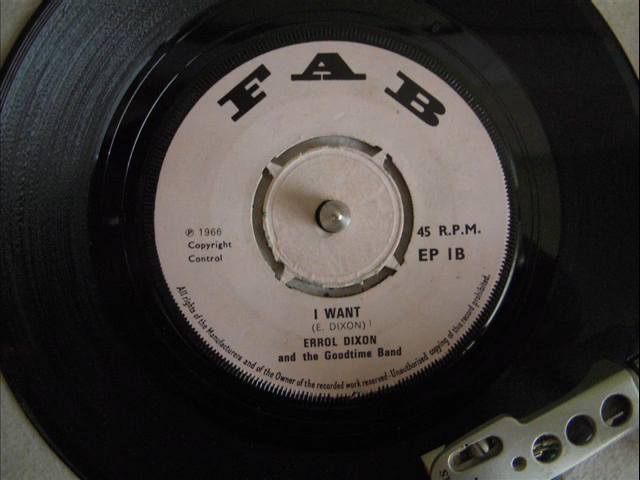 FAB
℗ 1966
Copyright
Control
45 R.P.M.
EP 1B
I WANT
(E. DIXON)
ERROL DIXON
and the Goodtime Band
All rights of the Manufacturers and of the Owner of the recorded work reserved-Unauthorised copying of this record prohibited.